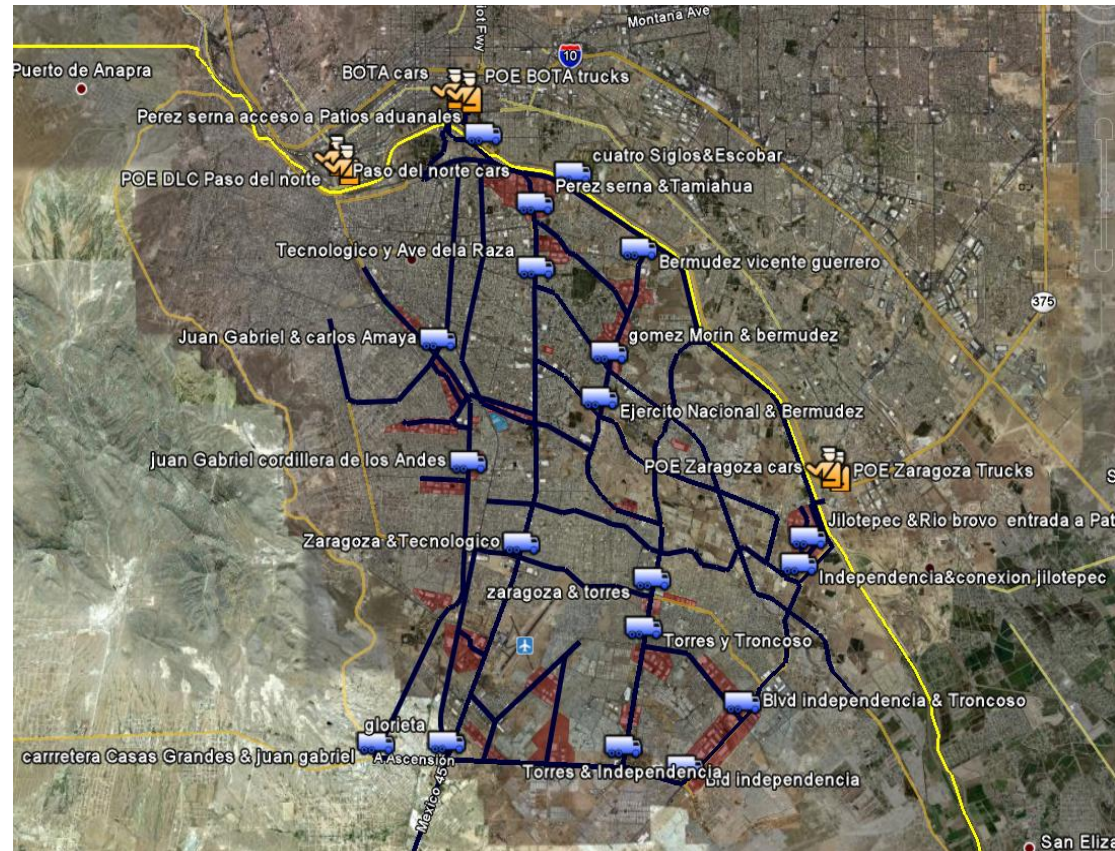 Montana Ave
iotFwy
10
Puerto de Anapra
BOTA cars
POE BOTA trucks
Perez serna acceso a Patios aduanales
cuatro Siglos&Escobar
POE DLC Paso del norte
Paso del norte cars
Perez serna &Tamiahua
Tecnologico y Ave dela Raza
Bermudez vicente guerrero
375
Juan Gabriel & carlos Amaya
gomez Morin & bermudez
Ejercito Nacional & Bermudez
juan Gabriel cordillera de los Andes
POE Zaragoza cars
POE Zaragoza Trucks
S
Jilotepec &Rio brovo entrada a Pat
Zaragoza &Tecnologico
Independencia&conexion jilotepec
zaragoza & torres
Torres y Troncoso
Blvd independencia & Troncoso
glorieta
carrretera Casas Grandes & juan gabriel
A Ascensión
Torres & Independencia
Bld independencia
Mexico 45
San Eliza